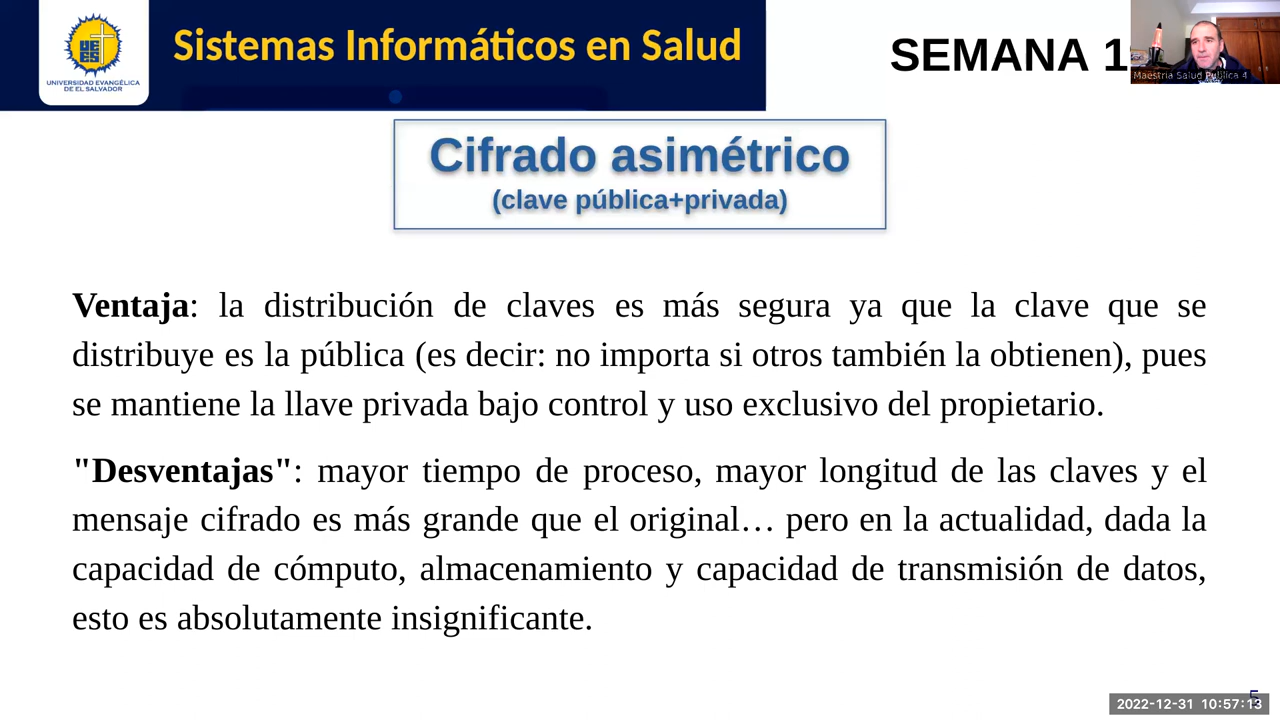 Sistemas Informáticos en Salud
SEMANA 1
UNIVERSIDAD EVANGÉLICA
DE EL SALVADOR
Maestría Salud Pública 4
Cifrado asimétrico
(clave pública+privada)
Ventaja: la distribución de claves es más segura ya que la clave que se
distribuye es la pública (es decir: no importa si otros también la obtienen), pues
se mantiene la llave privada bajo control y uso exclusivo del propietario.
"Desventajas": mayor tiempo de proceso, mayor longitud de las claves y el
mensaje cifrado es más grande que el original… pero en la actualidad, dada la
capacidad de cómputo, almacenamiento y capacidad de transmisión de datos,
esto es absolutamente insignificante.
5
2022-12-31 10:57:13